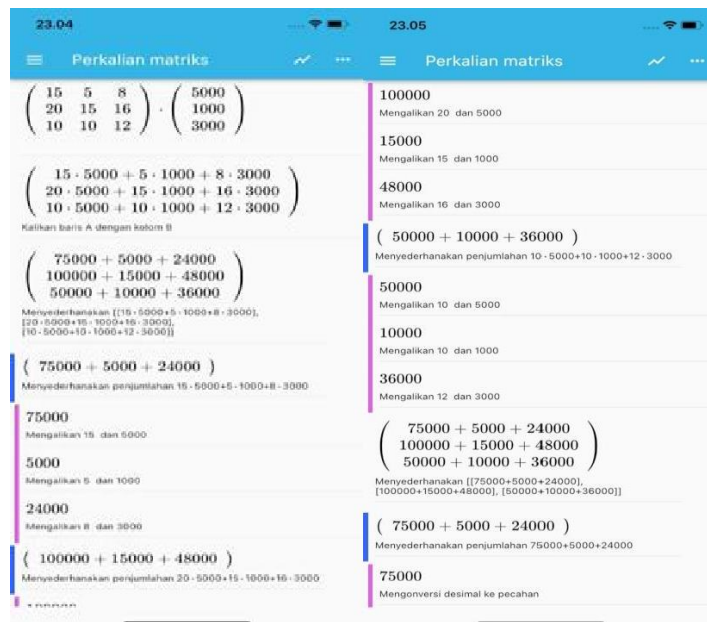 23.04
Perkalian matriks
( 15 5 8 ) ( 5000 )
( 20 15 16 ) · ( 1000 )
( 10 10 12 ) ( 3000 )
15 · 5000 + 5 · 1000 + 8 · 3000
20 · 5000 + 15 · 1000 + 16 · 3000
10 · 5000 + 10 · 1000 + 12 · 3000
Kalikan baris A dengan kolom B
75000 + 5000 + 24000
100000 + 15000 + 48000
50000 + 10000 + 36000
Menyederhanakan [[15·5000+5·1000+8·3000],
[20·5000+15·1000+16·3000],
[10·5000+10·1000+12·3000]]
( 75000 + 5000 + 24000 )
Menyederhanakan penjumlahan 15·5000+5·1000+8·3000
75000
Mengalikan 15 dan 5000
5000
Mengalikan 5 dan 1000
24000
Mengalikan 8 dan 3000
( 100000 + 15000 + 48000 )
Menyederhanakan penjumlahan 20·5000+15·1000+16·3000
23.05
Perkalian matriks
100000
Mengalikan 20 dan 5000
15000
Mengalikan 15 dan 1000
48000
Mengalikan 16 dan 3000
( 50000 + 10000 + 36000 )
Menyederhanakan penjumlahan 10·5000+10·1000+12·3000
50000
Mengalikan 10 dan 5000
10000
Mengalikan 10 dan 1000
36000
Mengalikan 12 dan 3000
75000 + 5000 + 24000
100000 + 15000 + 48000
50000 + 10000 + 36000
Menyederhanakan [[75000+5000+24000],
[100000+15000+48000], [50000+10000+36000]]
( 75000 + 5000 + 24000 )
Menyederhanakan penjumlahan 75000+5000+24000
75000
Mengonversi desimal ke pecahan